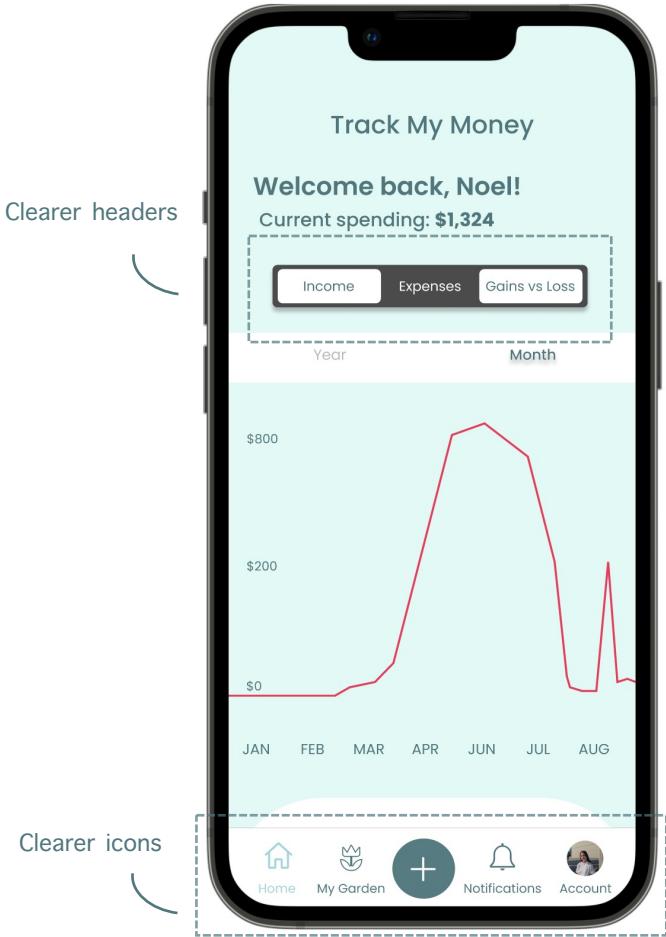 Track My Money
Welcome back, Noel!
Clearer headers
Current spending: $1,324
Income Expenses Gains vs Loss
Year Month
$800
$200
$0
JAN FEB MAR APR JUN JUL AUG
Clearer icons
Home My Garden Notifications Account